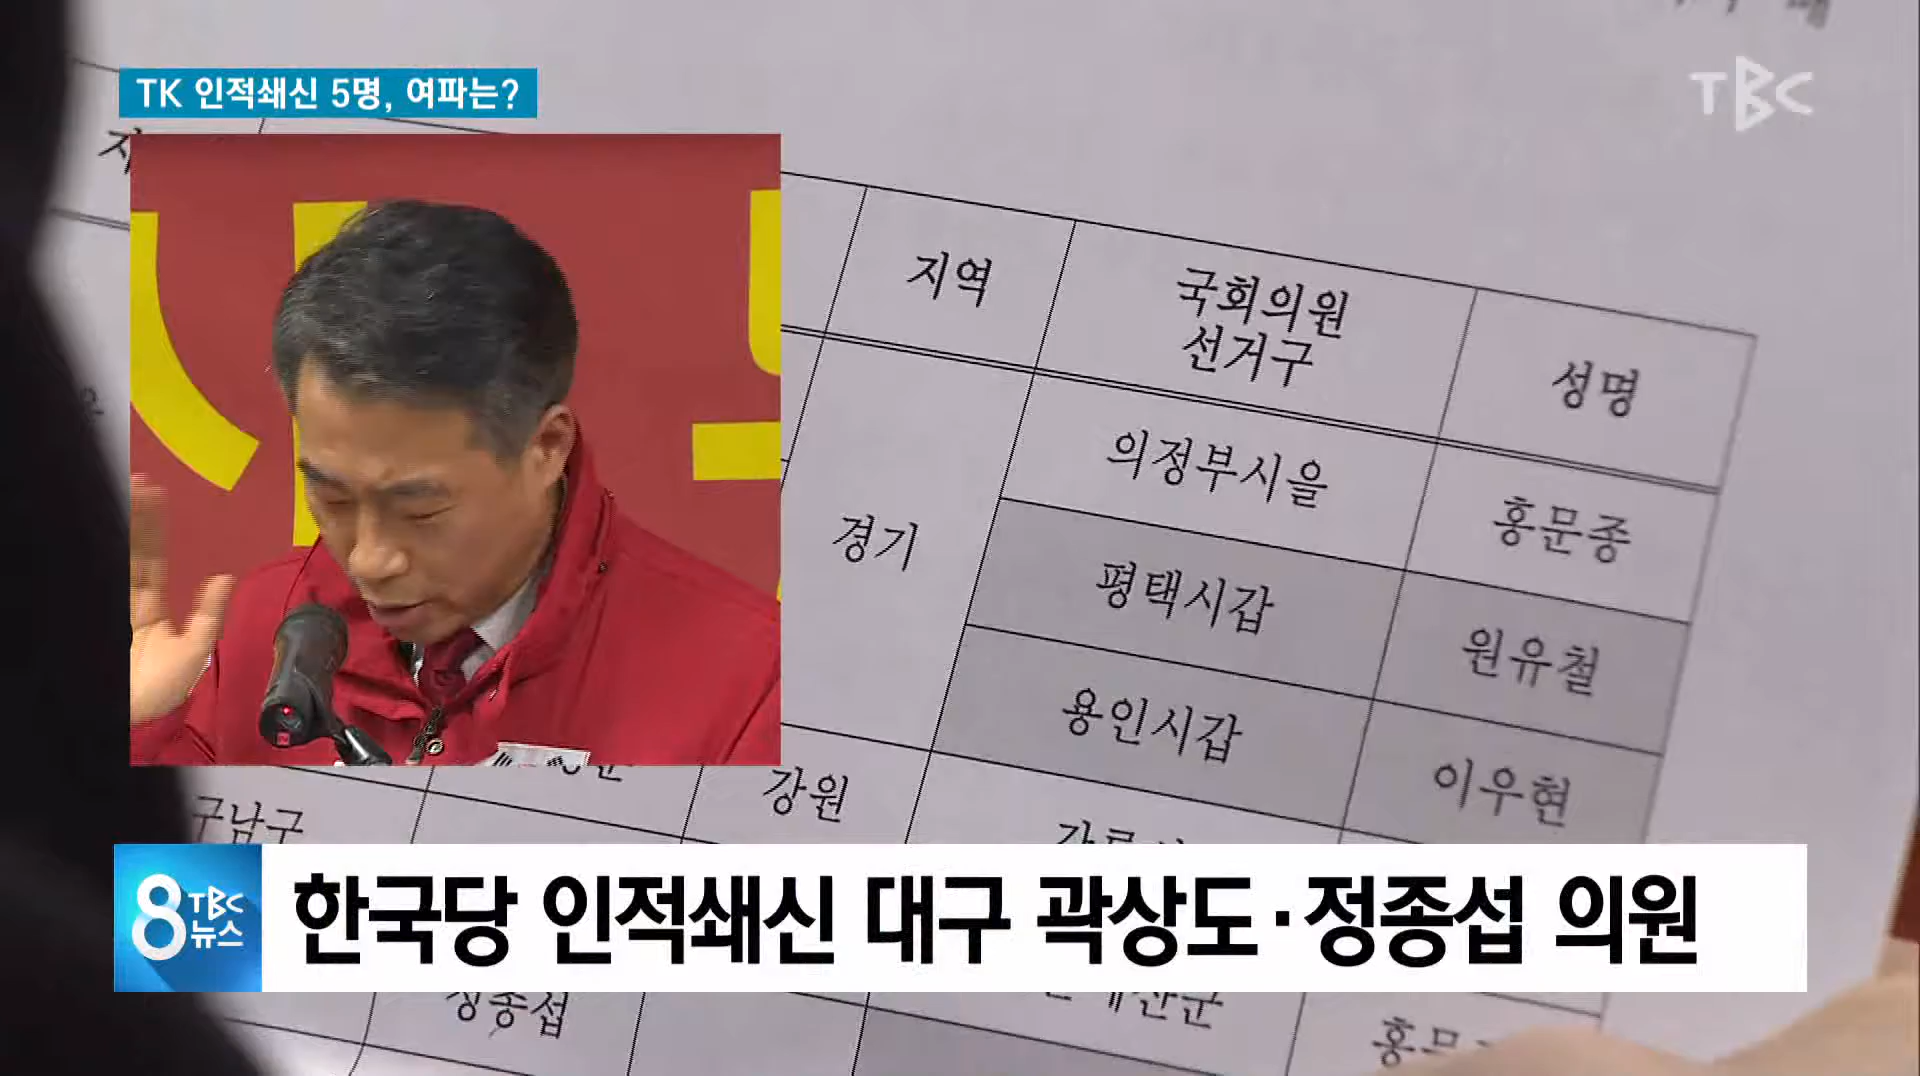 TK 인적쇄신 5명, 여파는?
TBC
지역
국회의원
선거구
성명
경기
의정부시을
홍문종
평택시갑
원유철
용인시갑
이우현
강원
구남구
8 TBC
뉴스
한국당 인적쇄신 대구 곽상도·정종섭 의원
정종섭